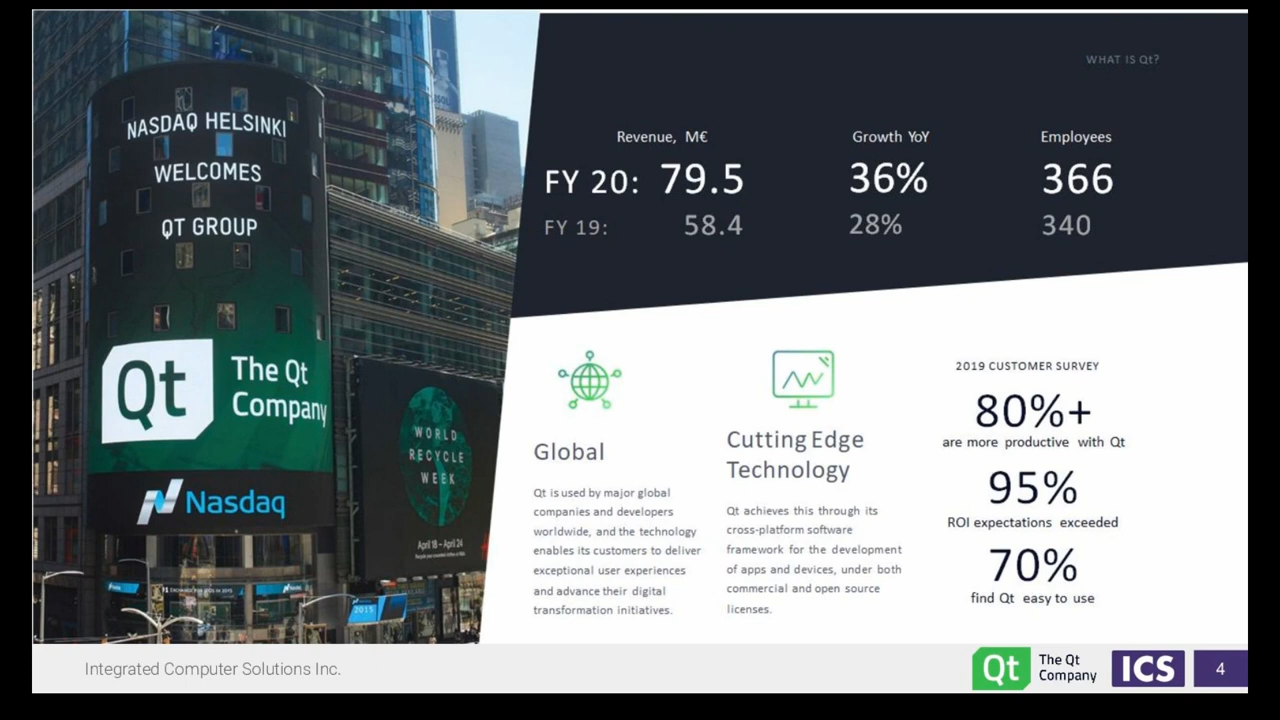 NASDAQ HELSINKI
WELCOMES
QT GROUP
Qt
The Qt
Company
Nasdaq
WORLD
RECYCLE
WEEK
April 18 – April 24
2015
WHAT IS Qt?
Revenue, M€ Growth YoY Employees
FY 20: 79.5 36% 366
FY 19: 58.4 28% 340
Global
Qt is used by major global
companies and developers
worldwide, and the technology
enables its customers to deliver
exceptional user experiences
and advance their digital
transformation initiatives.
Cutting Edge
Technology
Qt achieves this through its
cross-platform software
framework for the development
of apps and devices, under both
commercial and open source
licenses.
2019 CUSTOMER SURVEY
80%+
are more productive with Qt
95%
ROI expectations exceeded
70%
find Qt easy to use
Integrated Computer Solutions Inc.
Qt
The Qt
Company
ICS
4